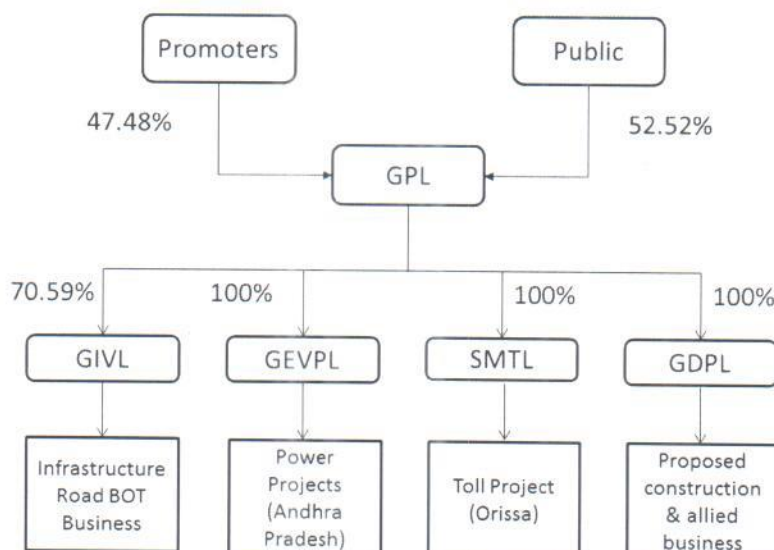 Promoters
Public
47.48%
52.52%
GPL
70.59%
100%
100%
100%
GIVL
GEVPL
SMTL
GDPL
Infrastructure
Road BOT
Business
Power
Projects
(Andhra
Pradesh)
Toll Project
(Orissa)
Proposed
construction
& allied
business